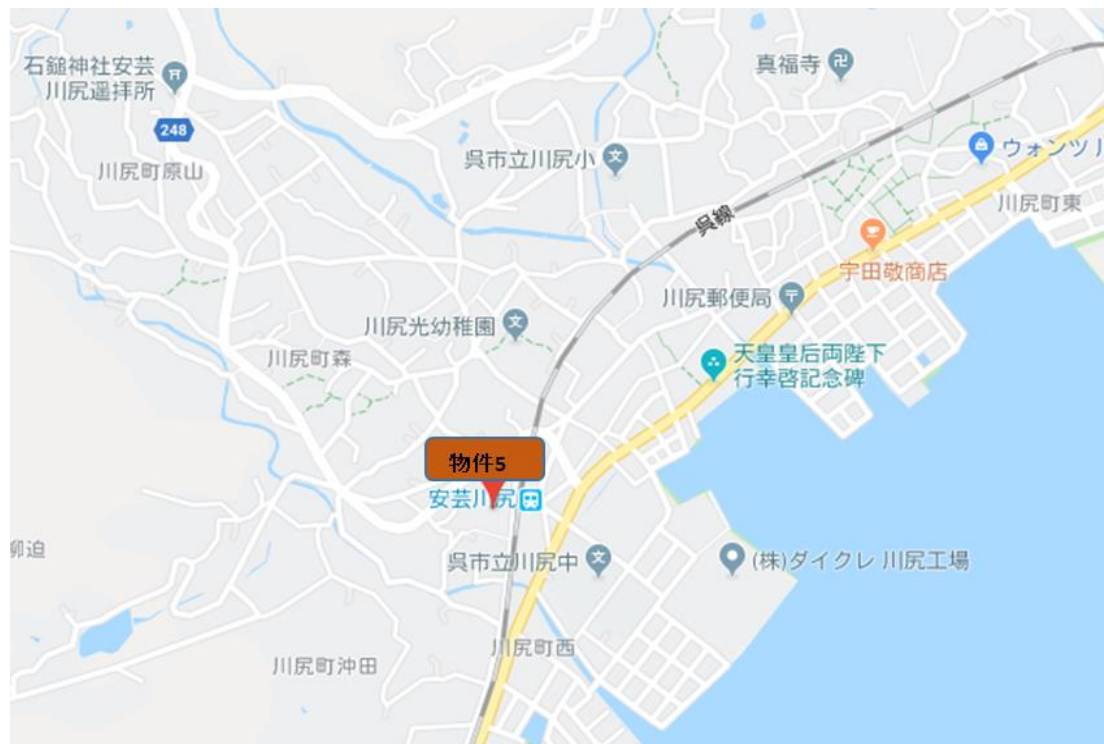 石鎚神社安芸
川尻遥拝所
真福寺
248
呉市立川尻小
ウォンツ川
川尻町原山
川尻町東
呉線
宇田敬商店
川尻郵便局
川尻光幼稚園
天皇皇后両陛下
行幸啓記念碑
川尻町森
物件5
安芸川尻
呉市立川尻中
(株)ダイクレ 川尻工場
柳迫
川尻町西
川尻町沖田